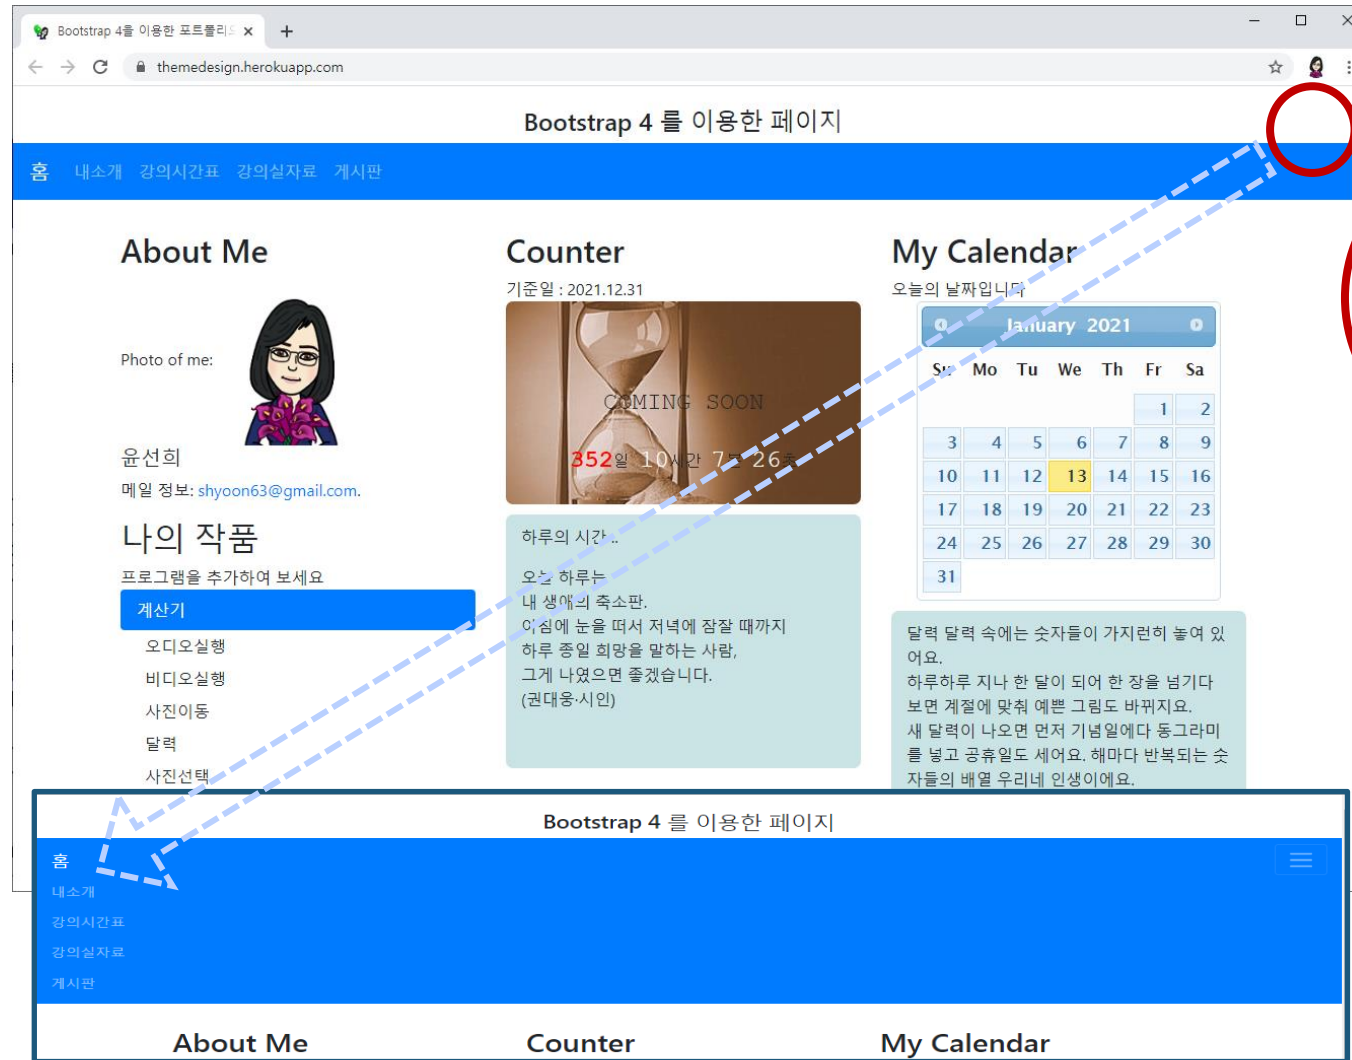 Bootstrap 4을 이용한 포트폴리오
themedesign.herokuapp.com
Bootstrap 4 를 이용한 페이지
홈 내소개 강의시간표 강의실자료 게시판
About Me
Photo of me:
윤선희
메일 정보: shyoon63@gmail.com.
나의 작품
프로그램을 추가하여 보세요
계산기
오디오실행
비디오실행
사진이동
달력
사진선택
Counter
기준일 : 2021.12.31
COMING SOON
352일 10시간 7분 26초
하루의 시간...
오늘 하루는
내 생애의 축소판.
아침에 눈을 떠서 저녁에 잠잘 때까지
하루 종일 희망을 말하는 사람,
그게 나였으면 좋겠습니다.
(권대웅·시인)
My Calendar
오늘의 날짜입니다
January 2021
Su Mo Tu We Th Fr Sa
1 2
3 4 5 6 7 8 9
10 11 12 13 14 15 16
17 18 19 20 21 22 23
24 25 26 27 28 29 30
31
달력 달력 속에는 숫자들이 가지런히 놓여 있
어요.
하루하루 지나 한 달이 되어 한 장을 넘기다
보면 계절에 맞춰 예쁜 그림도 바뀌지요.
새 달력이 나오면 먼저 기념일에다 동그라미
를 넣고 공휴일도 세어요. 해마다 반복되는 숫
자들의 배열 우리네 인생이에요.
Bootstrap 4 를 이용한 페이지
홈
내소개
강의시간표
강의실자료
게시판
About Me
Counter
My Calendar